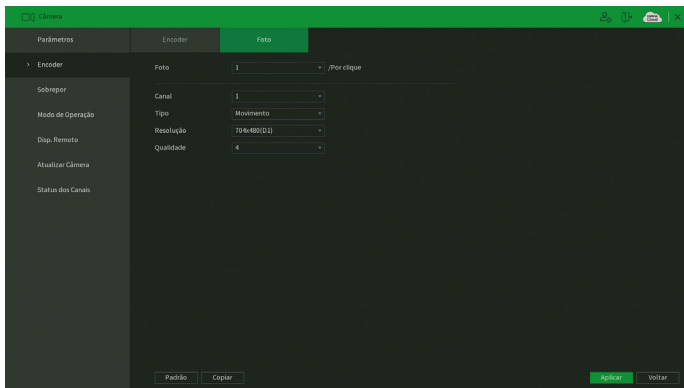 Câmera
Parâmetros
Encoder
Foto
> Encoder
Foto 1 /Por clique
Sobrepor
Canal 1
Modo de Operação
Tipo Movimento
Resolução 704x480(D1)
Disp. Remoto
Qualidade 4
Atualizar Câmera
Status dos Canais
Padrão
Copiar
Aplicar
Voltar